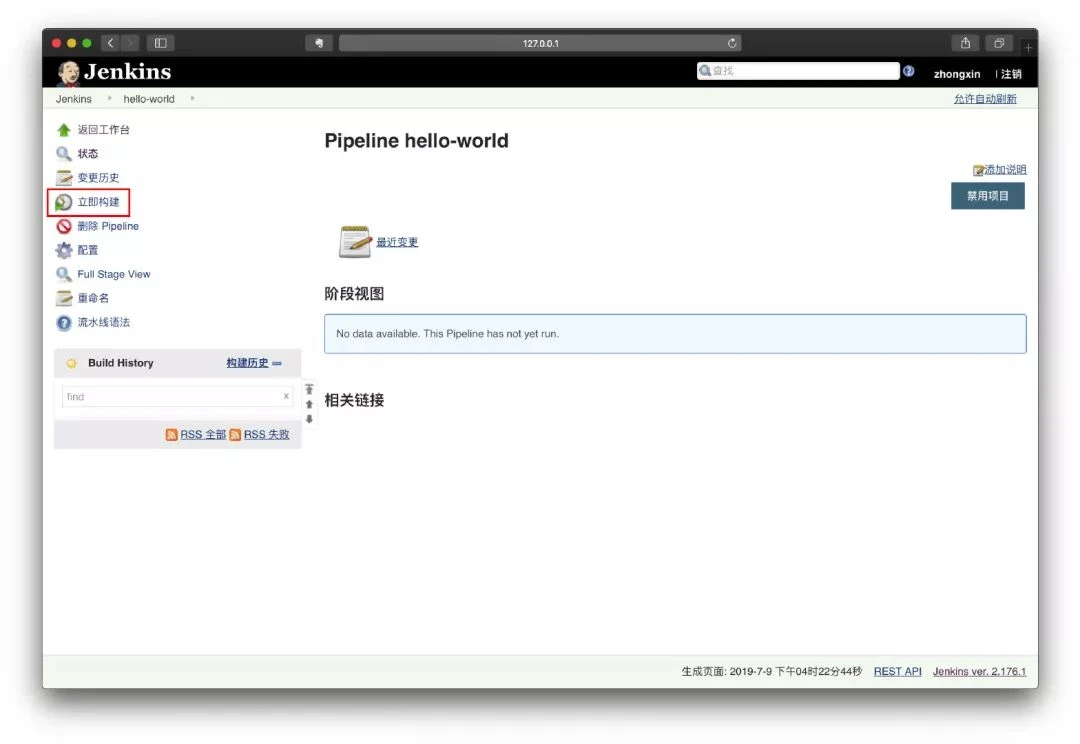 127.0.0.1
Jenkins 查找 zhongxin | 注销
Jenkins hello-world 允许自动刷新
返回工作台
状态
变更历史
立即构建
删除 Pipeline
配置
Full Stage View
重命名
流水线语法
Build History 构建历史
find x
RSS 全部 RSS 失败
Pipeline hello-world
添加说明
禁用项目
最近变更
阶段视图
No data available. This Pipeline has not yet run.
相关链接
生成页面: 2019-7-9 下午04时22分44秒 REST API Jenkins ver. 2.176.1